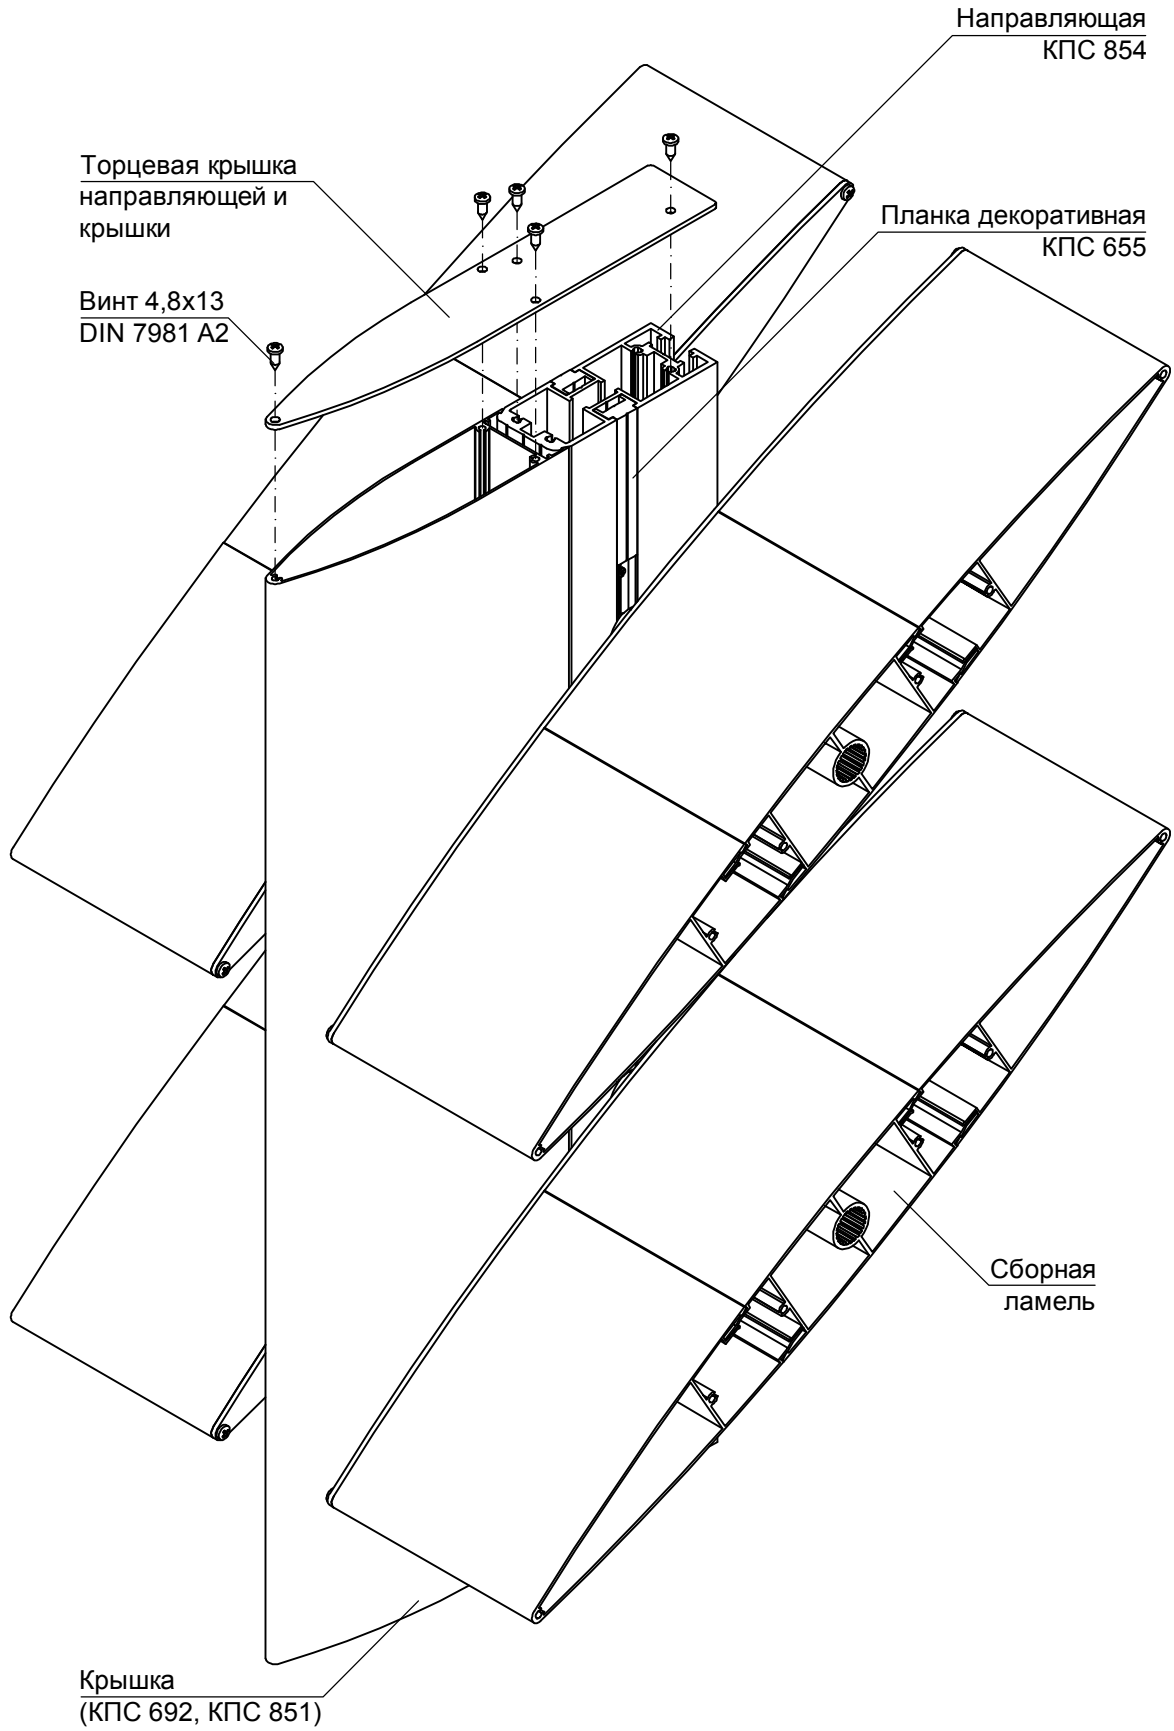 Направляющая
КПС 854
Торцевая крышка
направляющей и
крышки
Планка декоративная
КПС 655
Винт 4,8х13
DIN 7981 A2
Сборная
ламель
Крышка
(КПС 692, КПС 851)